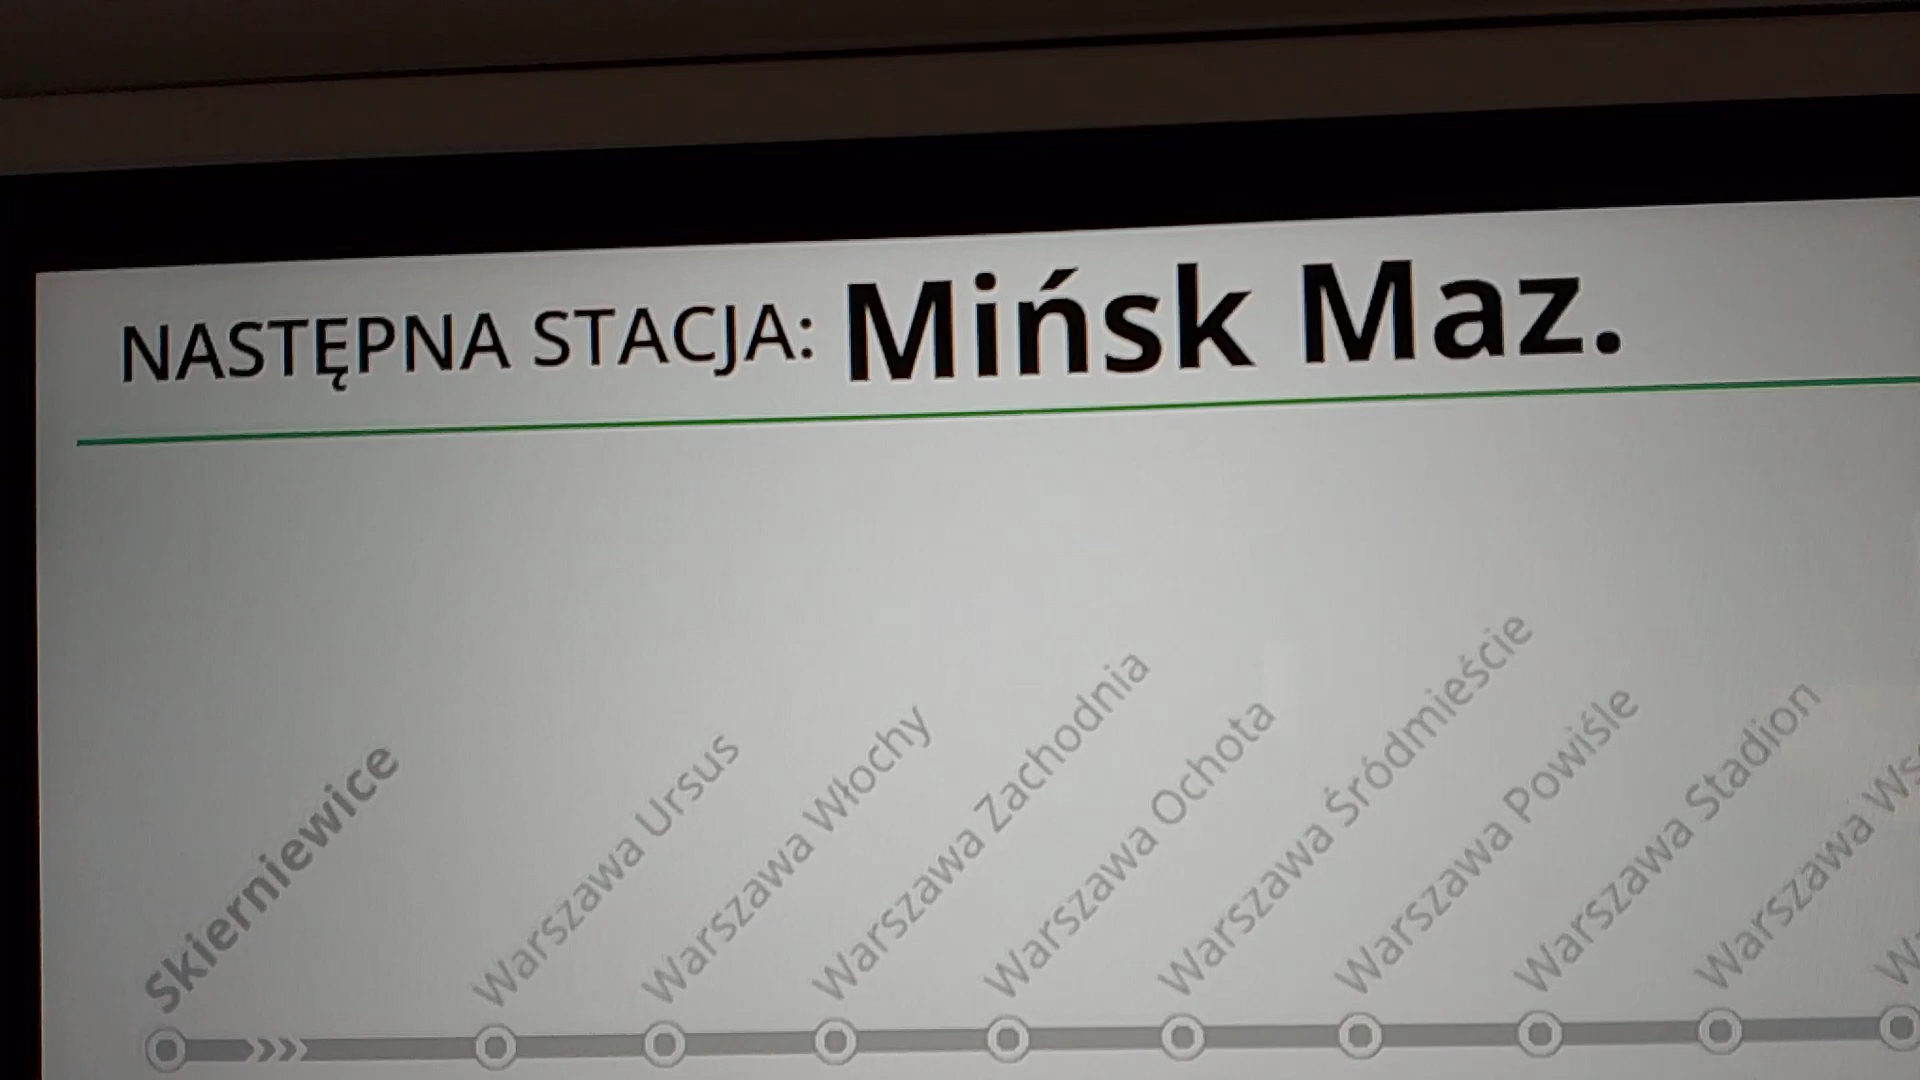 NASTĘPNA STACJA: Mińsk Maz.
Skierniewice
Warszawa Ursus
Warszawa Włochy
Warszawa Zachodnia
Warszawa Ochota
Warszawa Śródmieście
Warszawa Powiśle
Warszawa Stadion
Warszawa